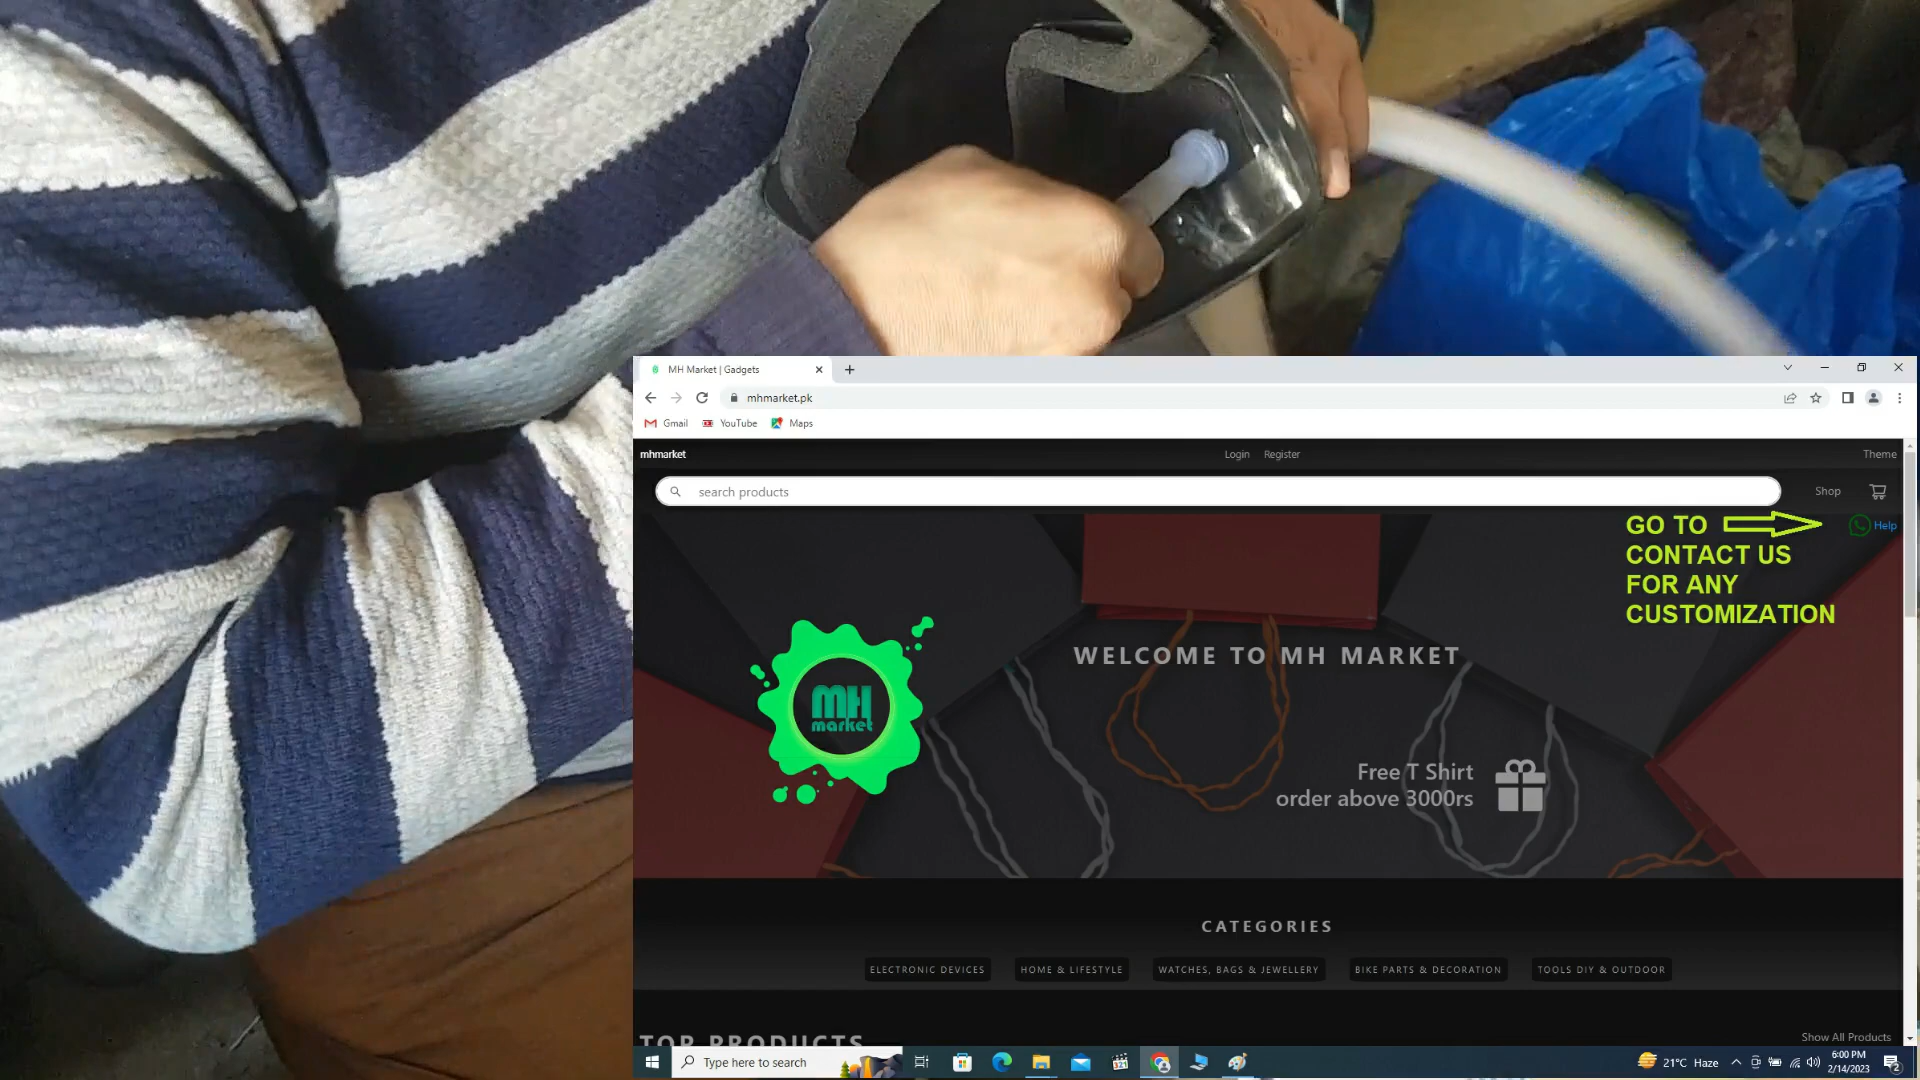 MH Market | Gadgets
mhmarket.pk
Gmail YouTube Maps
mhmarket Login Register Theme
search products Shop
Help
GO TO
CONTACT US
FOR ANY
CUSTOMIZATION
MH
market
WELCOME TO MH MARKET
Free T Shirt
order above 3000rs
CATEGORIES
ELECTRONIC DEVICES HOME & LIFESTYLE WATCHES, BAGS & JEWELLERY BIKE PARTS & DECORATION TOOLS DIY & OUTDOOR
TOP PRODUCTS Show All Products
Type here to search 321 21°C Haze 6:00 PM
2/14/2023 2